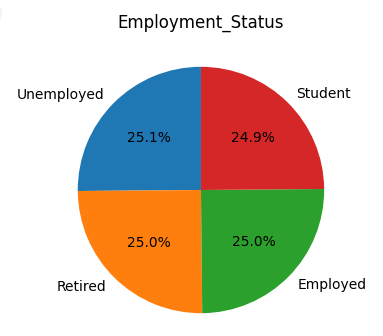 Employment_Status
Unemployed
Student
25.1%
24.9%
25.0%
25.0%
Retired
Employed